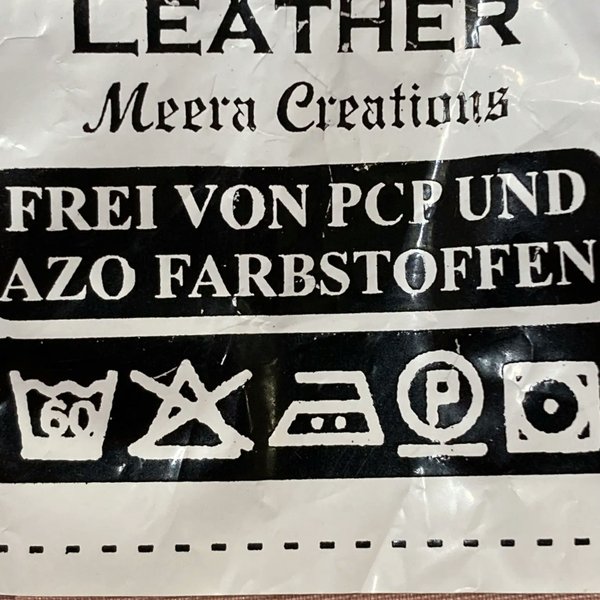 LEATHER
Meera Creations
FREI VON PCP UND
AZO FARBSTOFFEN
60 P